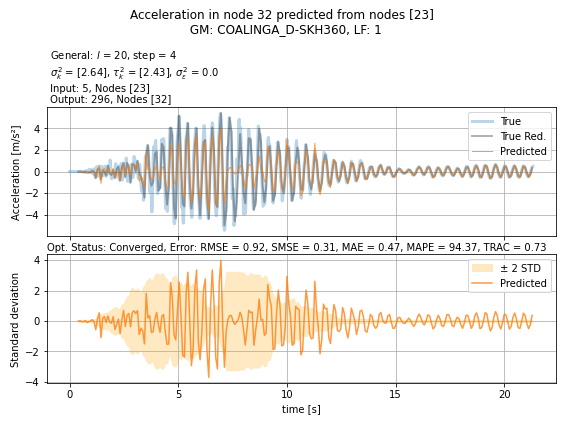 Acceleration in node 32 predicted from nodes [23]
GM: COALINGA_D-SKH360, LF: 1
General: l = 20, step = 4
σ²ₖ = [2.64], τ²ₖ = [2.43], σ²ε = 0.0
Input: 5, Nodes [23]
Output: 296, Nodes [32]
Acceleration [m/s²]
4
2
0
−2
−4
True
True Red.
Predicted
Opt. Status: Converged, Error: RMSE = 0.92, SMSE = 0.31, MAE = 0.47, MAPE = 94.37, TRAC = 0.73
Standard deviation
4
2
0
−2
−4
± 2 STD
Predicted
0
5
10
15
20
time [s]